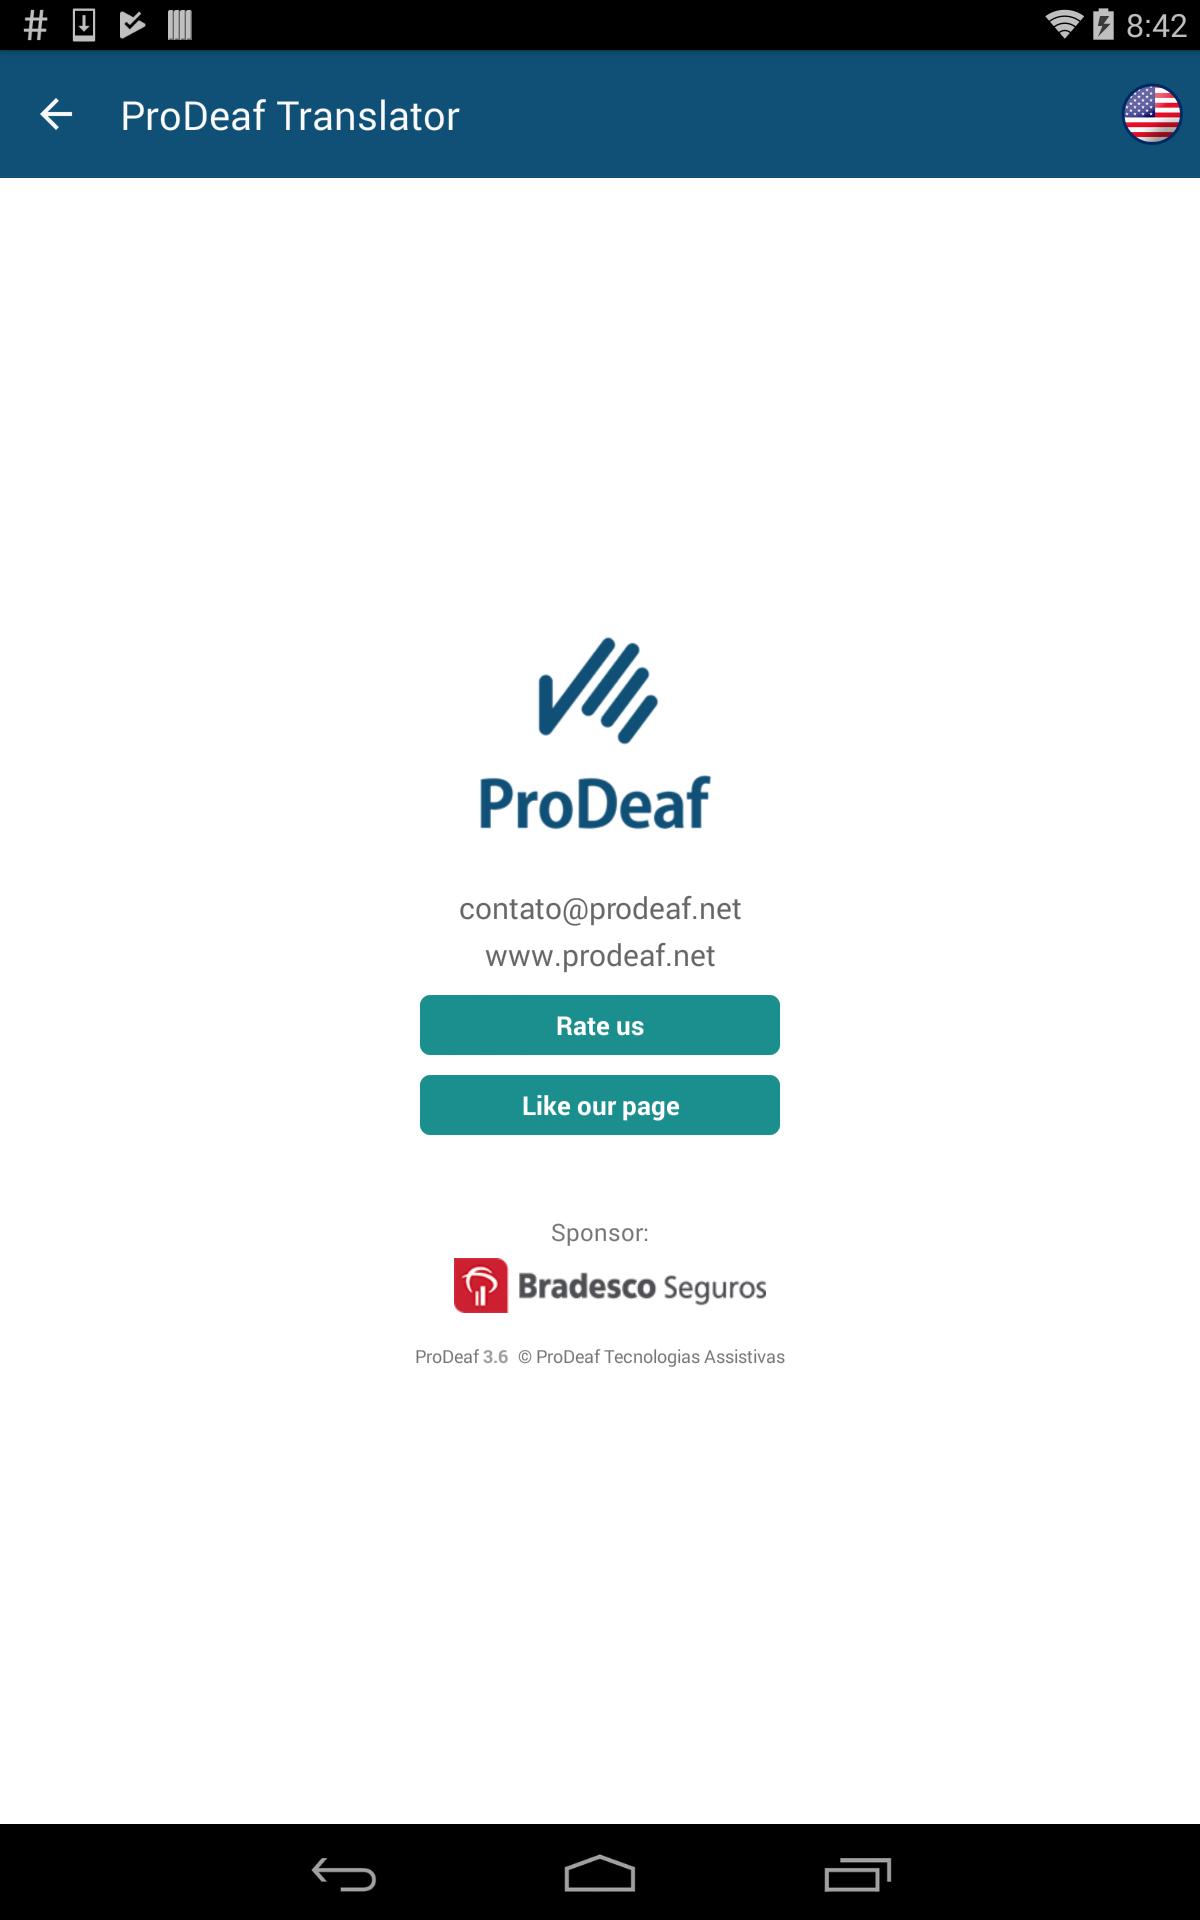 8:42
ProDeaf Translator
ProDeaf
contato@prodeaf.net
www.prodeaf.net
Rate us
Like our page
Sponsor:
Bradesco Seguros
ProDeaf 3.6 © ProDeaf Tecnologias Assistivas